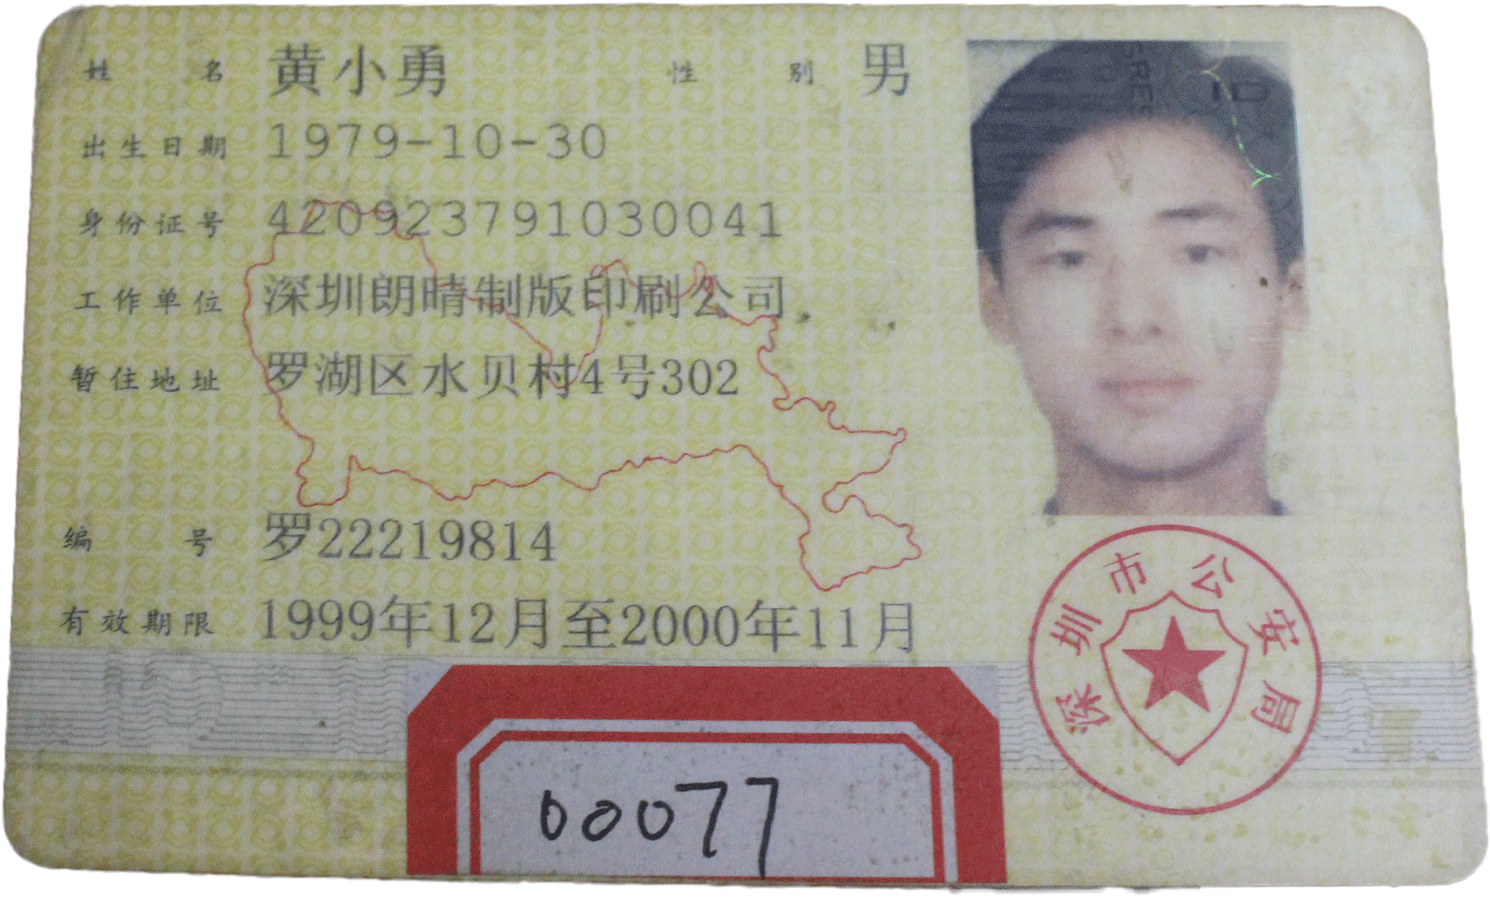 姓名 黄小勇 性别 男
出生日期 1979-10-30
身份证号 420923791030041
工作单位 深圳朗晴制版印刷公司
暂住地址 罗湖区水贝村4号302
编号 罗22219814
有效期限 1999年12月至2000年11月
深圳市公安局
00077